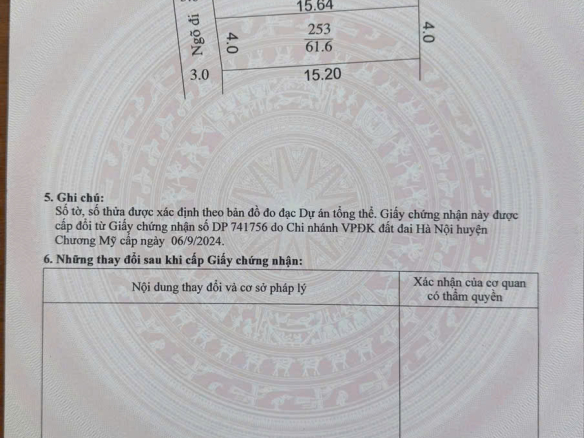 15.64
Ngõ đi
4.0
253
61.6
4.0
3.0
15.20
5. Ghi chú:
Số tờ, số thửa được xác định theo bản đồ đo đạc Dự án tổng thể. Giấy chứng nhận này được
cấp đổi từ Giấy chứng nhận số DP 741756 do Chi nhánh VPĐK đất đai Hà Nội huyện
Chương Mỹ cấp ngày 06/9/2024.
6. Những thay đổi sau khi cấp Giấy chứng nhận:
Nội dung thay đổi và cơ sở pháp lý
Xác nhận của cơ quan
có thẩm quyền